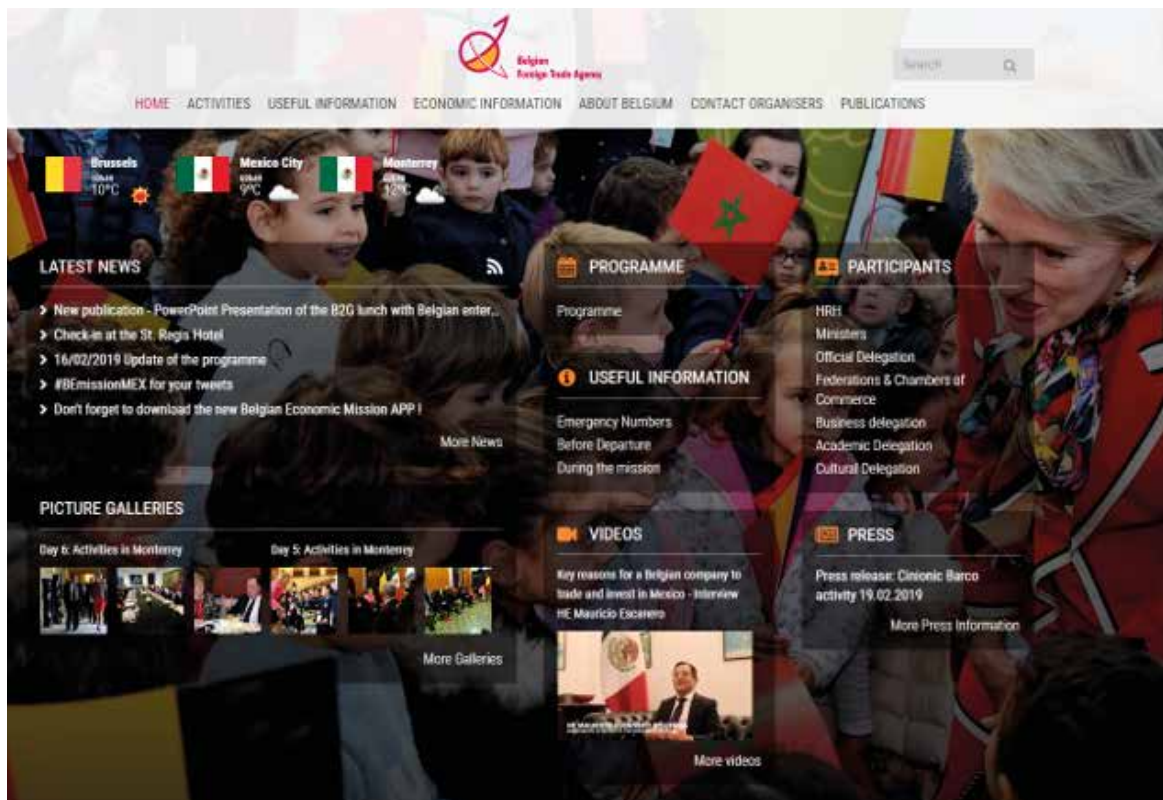 Belgian
Foreign Trade Agency
Search
HOME ACTIVITIES USEFUL INFORMATION ECONOMIC INFORMATION ABOUT BELGIUM CONTACT ORGANISERS PUBLICATIONS
Brussels
10°C
Mexico City
9°C
Monterrey
12°C
LATEST NEWS
New publication - PowerPoint Presentation of the B2G lunch with Belgian enter...
Check-in at the St. Regis Hotel
16/02/2019 Update of the programme
#BEmissionMEX for your tweets
Don't forget to download the new Belgian Economic Mission APP !
More News
PICTURE GALLERIES
Day 6: Activities in Monterrey
Day 5: Activities in Monterrey
More Galleries
PROGRAMME
Programme
USEFUL INFORMATION
Emergency Numbers
Before Departure
During the mission
VIDEOS
Key reasons for a Belgian company to
trade and invest in Mexico - Interview
HE Mauricio Escanero
HE MAURICIO
More videos
PARTICIPANTS
HRH
Ministers
Official Delegation
Federations & Chambers of
Commerce
Business delegation
Academic Delegation
Cultural Delegation
PRESS
Press release: Cinionic Barco
activity 19.02.2019
More Press Information